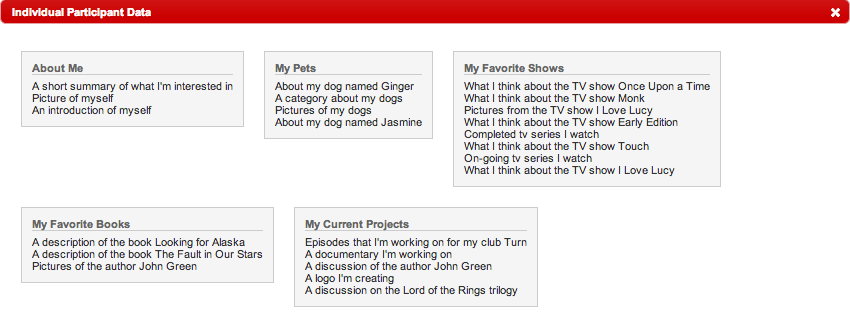 Individual Participant Data
About Me
A short summary of what I'm interested in
Picture of myself
An introduction of myself
My Pets
About my dog named Ginger
A category about my dogs
Pictures of my dogs
About my dog named Jasmine
My Favorite Shows
What I think about the TV show Once Upon a Time
What I think about the TV show Monk
Pictures from the TV show I Love Lucy
What I think about the TV show Early Edition
Completed tv series I watch
What I think about the TV show Touch
On-going tv series I watch
What I think about the TV show I Love Lucy
My Favorite Books
A description of the book Looking for Alaska
A description of the book The Fault in Our Stars
Pictures of the author John Green
My Current Projects
Episodes that I'm working on for my club Turn
A documentary I'm working on
A discussion of the author John Green
A logo I'm creating
A discussion on the Lord of the Rings trilogy